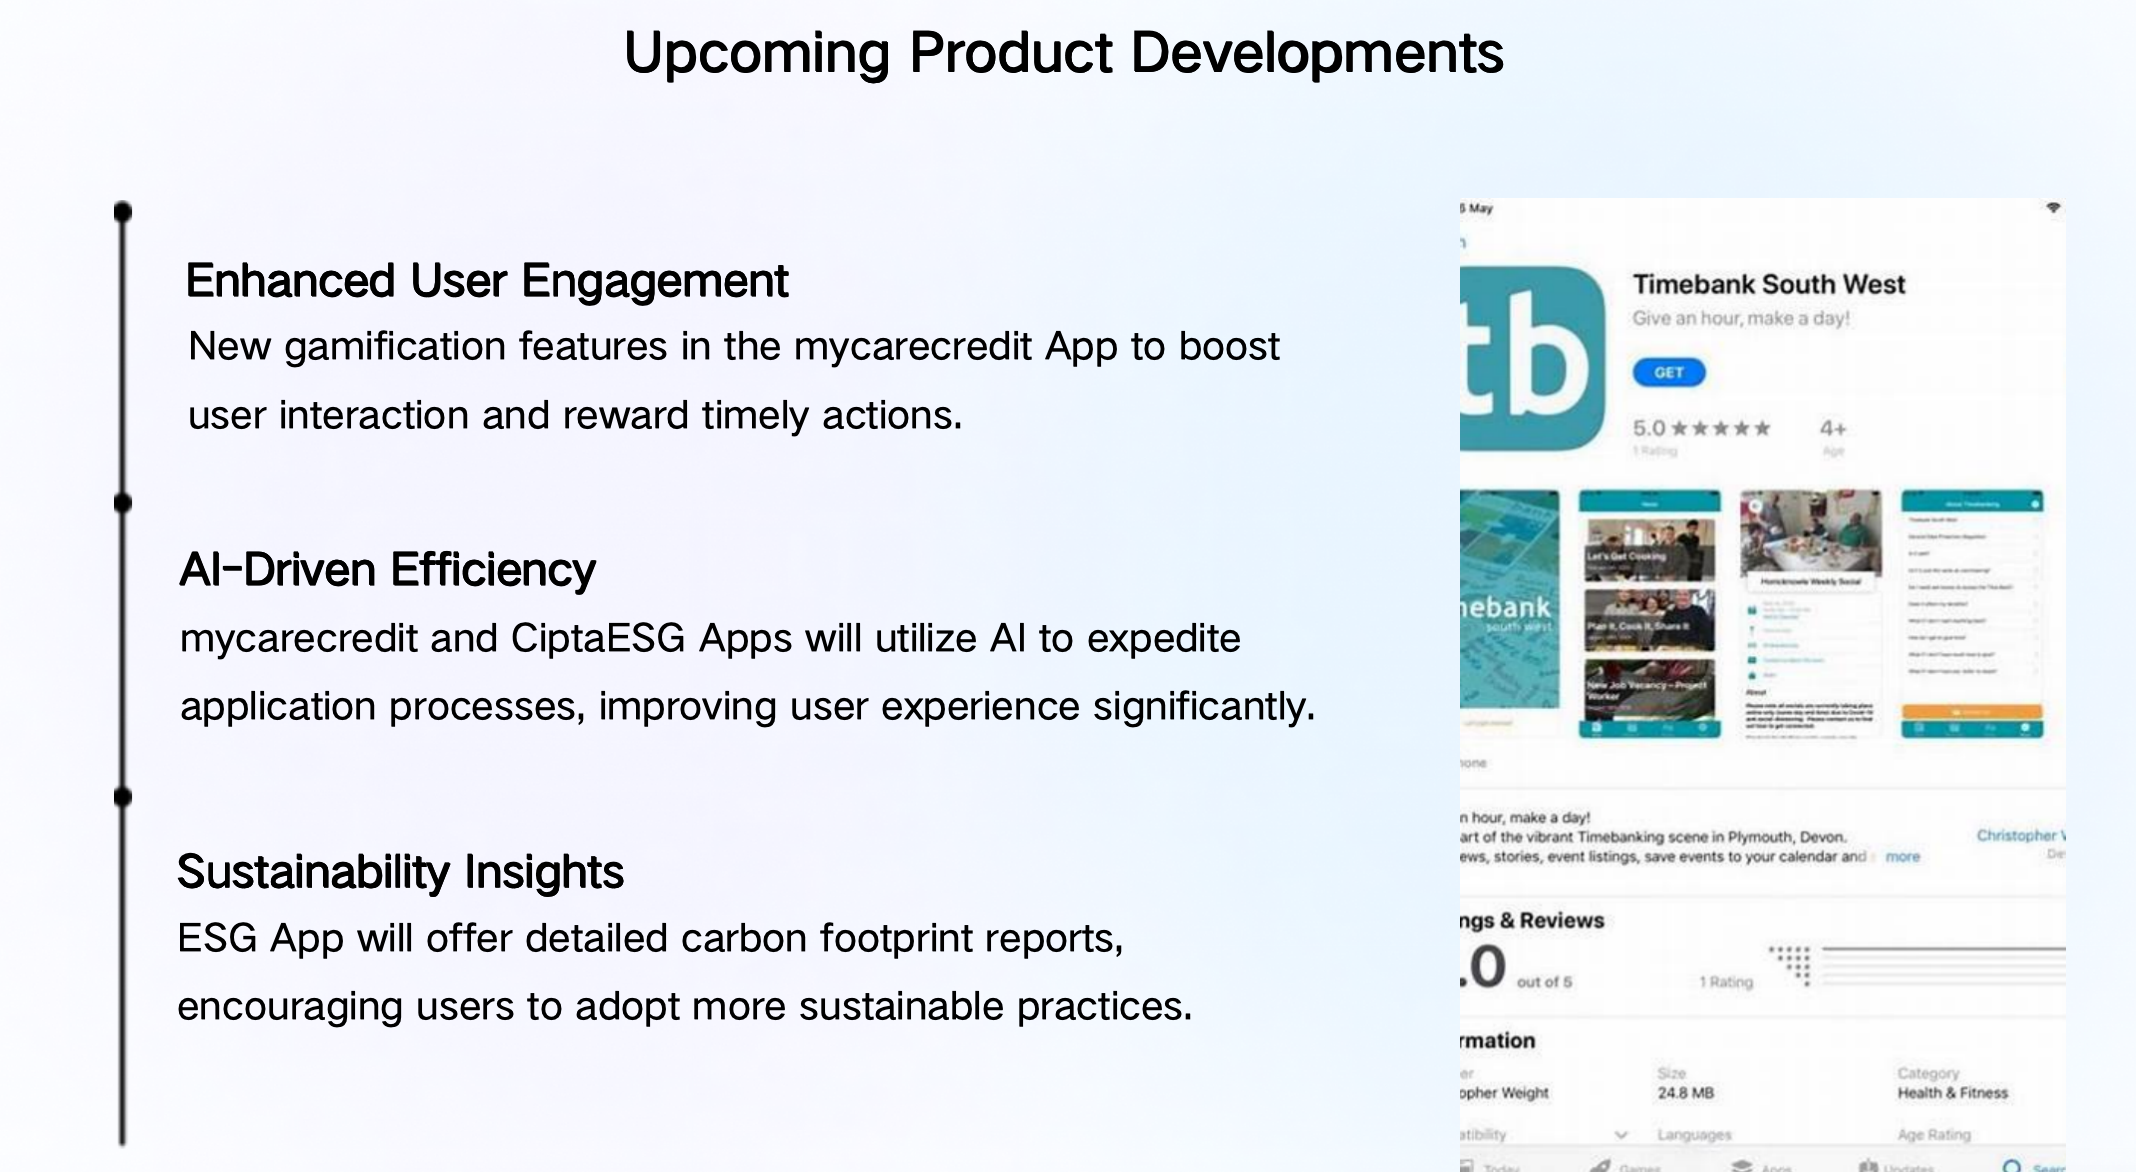 Upcoming Product Developments
Enhanced User Engagement
New gamification features in the mycarecredit App to boost
user interaction and reward timely actions.
AI-Driven Efficiency
mycarecredit and CiptaESG Apps will utilize AI to expedite
application processes, improving user experience significantly.
Sustainability Insights
ESG App will offer detailed carbon footprint reports,
encouraging users to adopt more sustainable practices.
May
tb
Timebank South West
Give an hour, make a day!
GET
5.0 ★★★★★ 4+
1 Rating Age
Let's Get Cooking
Plan it, Cook It, Share It
New Job Vacancy – Project
Worker
nebank
south west
Honicknowle Weekly Social
About
hone
n hour, make a day!
art of the vibrant Timebanking scene in Plymouth, Devon.
ews, stories, event listings, save events to your calendar and more
Christopher
ngs & Reviews
.0 out of 5 1 Rating
rmation
er Size Category
opher Weight 24.8 MB Health & Fitness
atibility Languages Age Rating
Today Games Apps Updates Sear